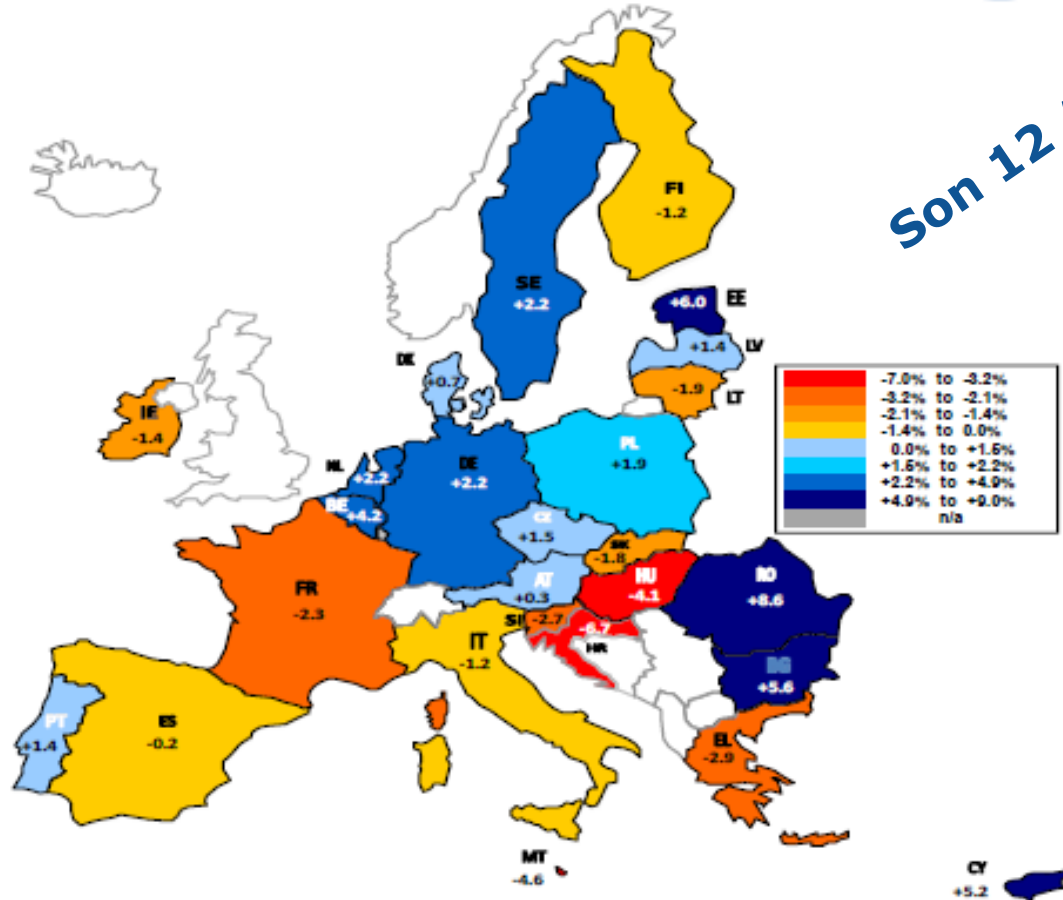 Son 12
FI
-1.2
SE
+2.2
+6.0 EE
+1.4 LV
DK
+0.7
-1.9
LT
-7.0% to -3.2%
-3.2% to -2.1%
-2.1% to -1.4%
-1.4% to 0.0%
0.0% to +1.5%
+1.5% to +2.2%
+2.2% to +4.9%
+4.9% to +9.0%
n/a
IE
-1.4
PL
+1.9
NL
+2.2
DE
+2.2
BE
+4.2
CZ
+1.5
SK
-1.8
AT
+0.3
HU
-4.1
RO
+8.6
FR
-2.3
SI
-2.7
-6.7
HR
IT
-1.2
BG
+5.6
PT
+1.4
ES
-0.2
EL
-2.9
MT
-4.6
CY
+5.2